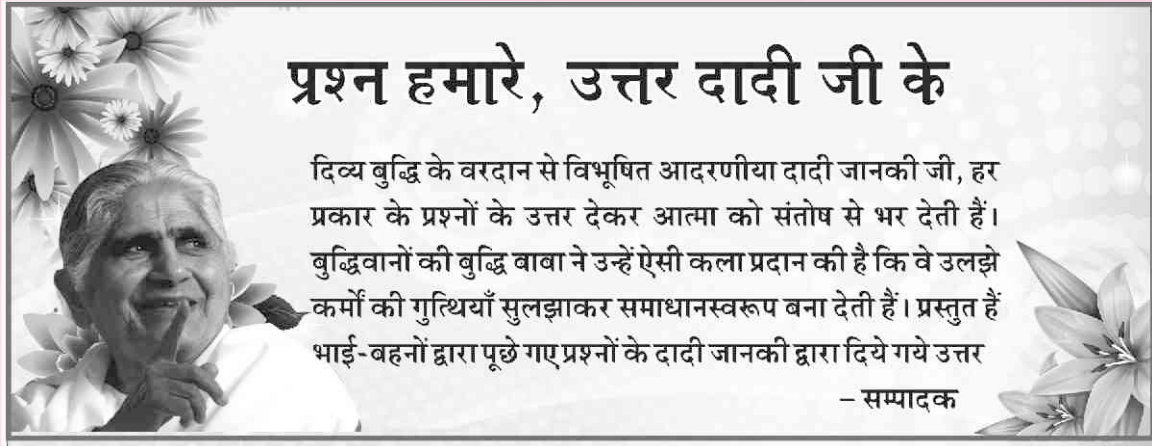 प्रश्न हमारे, उत्तर दादी जी के
दिव्य बुद्धि के वरदान से विभूषित आदरणीया दादी जानकी जी, हर
प्रकार के प्रश्नों के उत्तर देकर आत्मा को संतोष से भर देती हैं।
बुद्धिवानों की बुद्धि बाबा ने उन्हें ऐसी कला प्रदान की है कि वे उलझे
कर्मों की गुत्थियाँ सुलझाकर समाधानस्वरूप बना देती हैं। प्रस्तुत हैं
भाई-बहनों द्वारा पूछे गए प्रश्नों के दादी जानकी द्वारा दिये गये उत्तर
– सम्पादक